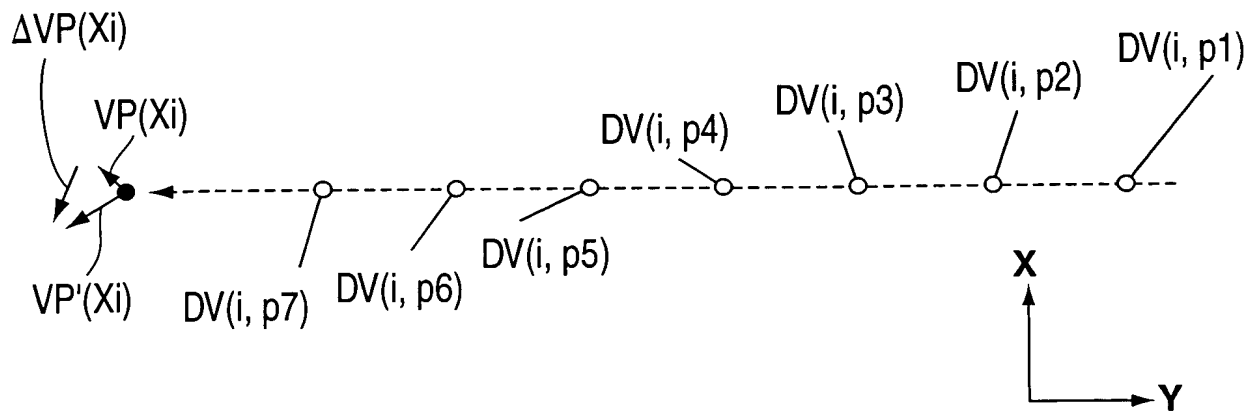 ΔVP(Xi)
VP(Xi)
VP'(Xi)
DV(i, p7)
DV(i, p6)
DV(i, p5)
DV(i, p4)
DV(i, p3)
DV(i, p2)
DV(i, p1)
X
Y